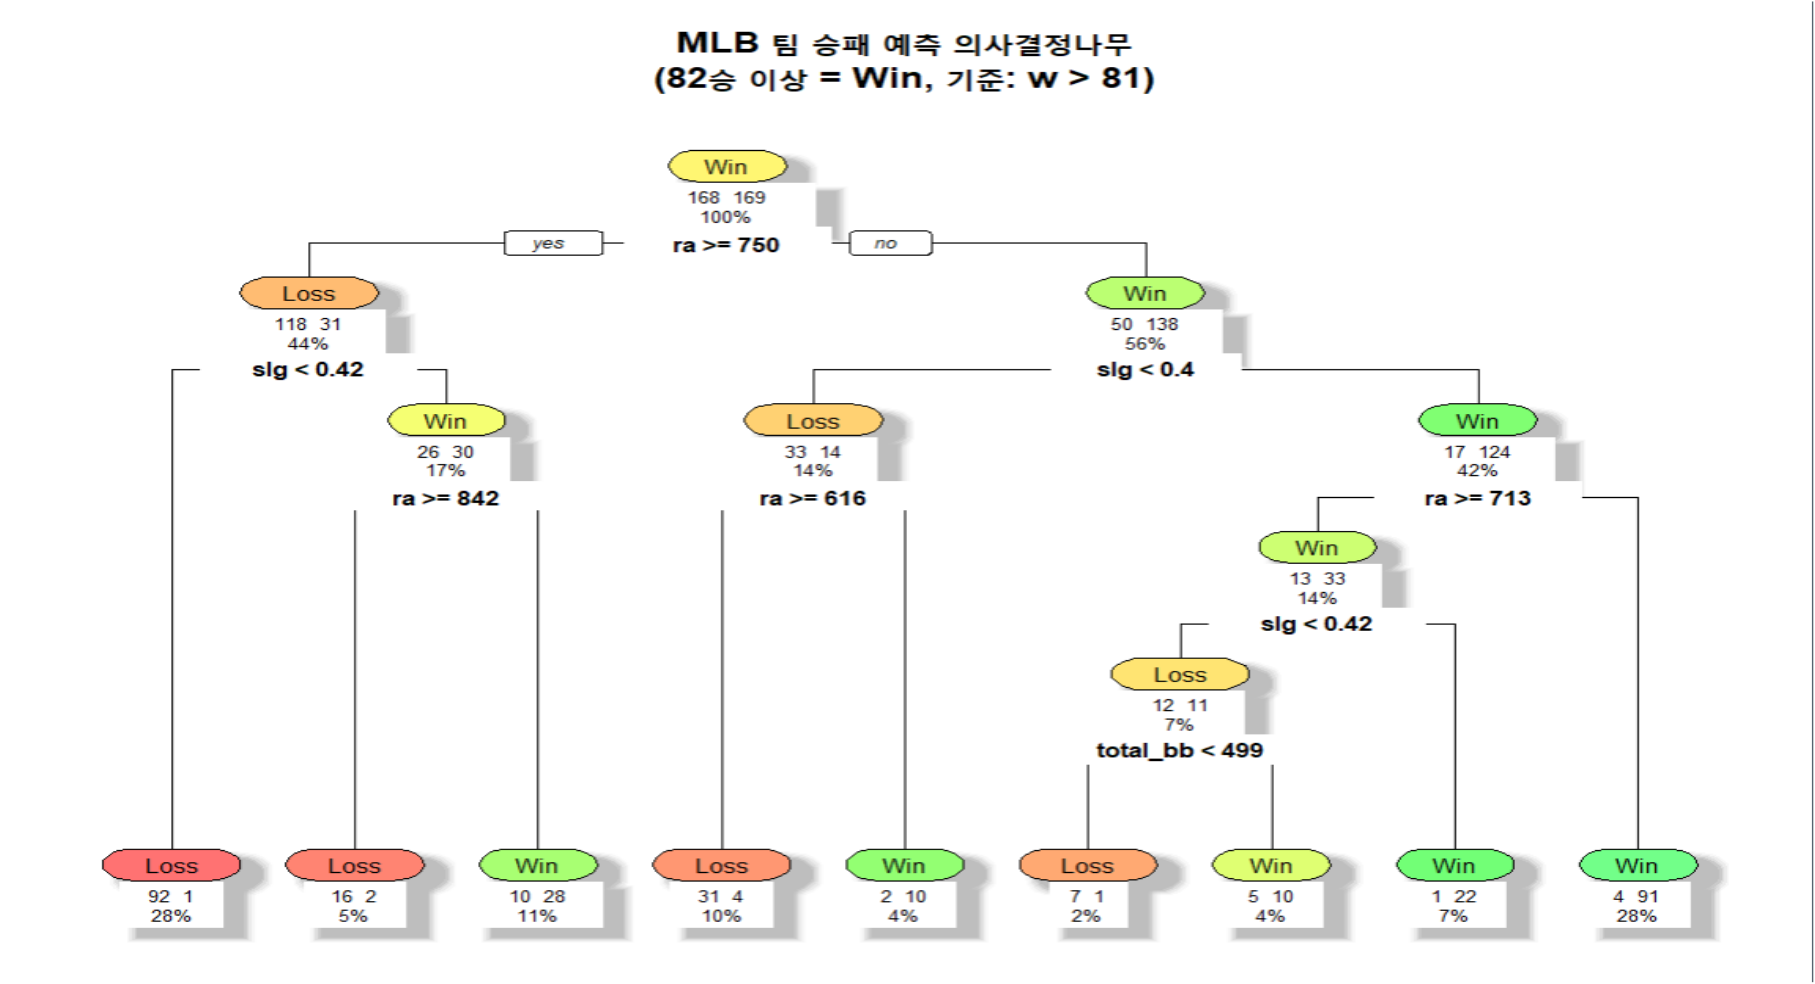 MLB 팀 승패 예측 의사결정나무
(82승 이상 = Win, 기준: w > 81)
Win
168 169
100%
yes
ra >= 750
no
Loss
118 31
44%
slg < 0.42
Win
50 138
56%
slg < 0.4
Win
26 30
17%
ra >= 842
Loss
33 14
14%
ra >= 616
Win
17 124
42%
ra >= 713
Win
13 33
14%
slg < 0.42
Loss
12 11
7%
total_bb < 499
Loss
92 1
28%
Loss
16 2
5%
Win
10 28
11%
Loss
31 4
10%
Win
2 10
4%
Loss
7 1
2%
Win
5 10
4%
Win
1 22
7%
Win
4 91
28%